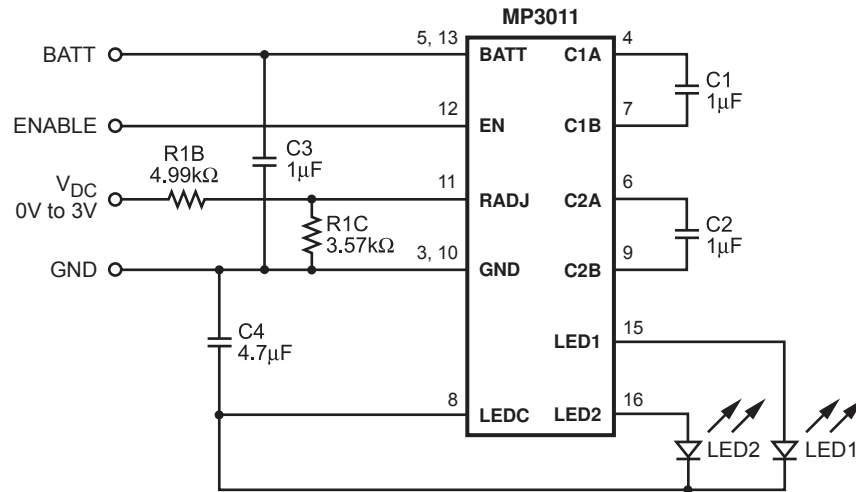 MP3011
5, 13
4
BATT
BATT
C1A
C1
1µF
12
7
ENABLE
EN
C1B
R1B
4.99kΩ
C3
1µF
VDC
0V to 3V
11
6
RADJ
C2A
R1C
3.57kΩ
C2
1µF
3, 10
9
GND
GND
C2B
C4
4.7µF
15
LED1
8
16
LEDC
LED2
LED2
LED1